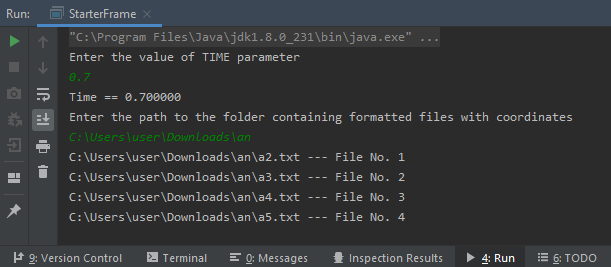 Run: StarterFrame
"C:\Program Files\Java\jdk1.8.0_231\bin\java.exe" ...
Enter the value of TIME parameter
0.7
Time == 0.700000
Enter the path to the folder containing formatted files with coordinates
C:\Users\user\Downloads\an
C:\Users\user\Downloads\an\a2.txt --- File No. 1
C:\Users\user\Downloads\an\a3.txt --- File No. 2
C:\Users\user\Downloads\an\a4.txt --- File No. 3
C:\Users\user\Downloads\an\a5.txt --- File No. 4
9: Version Control Terminal 0: Messages Inspection Results 4: Run 6: TODO